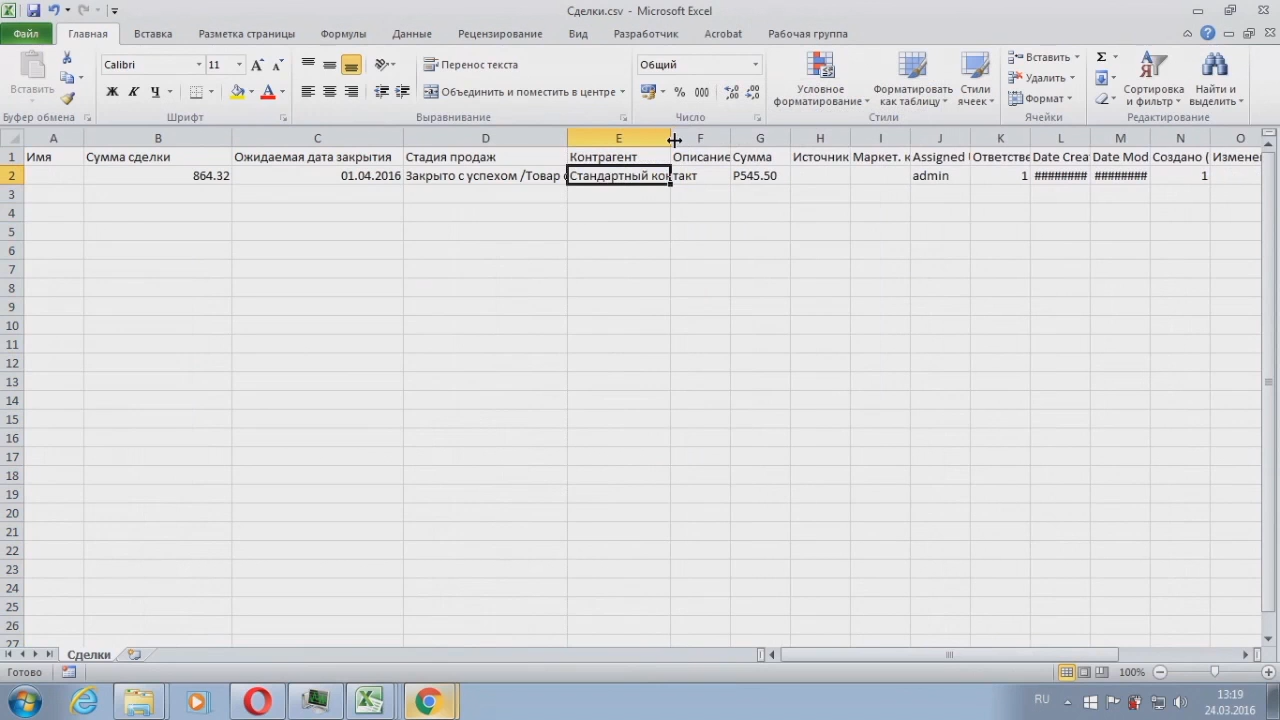 Сделки.csv - Microsoft Excel
Файл Главная Вставка Разметка страницы Формулы Данные Рецензирование Вид Разработчик Acrobat Рабочая группа
Вставить
Буфер обмена
Calibri 11
Ж К Ч
Шрифт
Перенос текста
Объединить и поместить в центре
Выравнивание
Общий
% 000
Число
Условное форматирование
Форматировать как таблицу
Стили ячеек
Стили
Вставить
Удалить
Формат
Ячейки
Сортировка и фильтр
Найти и выделить
Редактирование
A B C D E F G H I J K L M N O
1 Имя Сумма сделки Ожидаемая дата закрытия Стадия продаж Контрагент Описание Сумма Источник Маркет. к Assigned Ответстве Date Crea Date Mod Создано ( Изменен
2 864.32 01.04.2016 Закрыто с успехом /Товар Стандартный контакт Р545.50 admin 1 ######## ######## 1
3
4
5
6
7
8
9
10
11
12
13
14
15
16
17
18
19
20
21
22
23
24
25
26
27
Сделки
Готово 100%
RU 13:19
24.03.2016